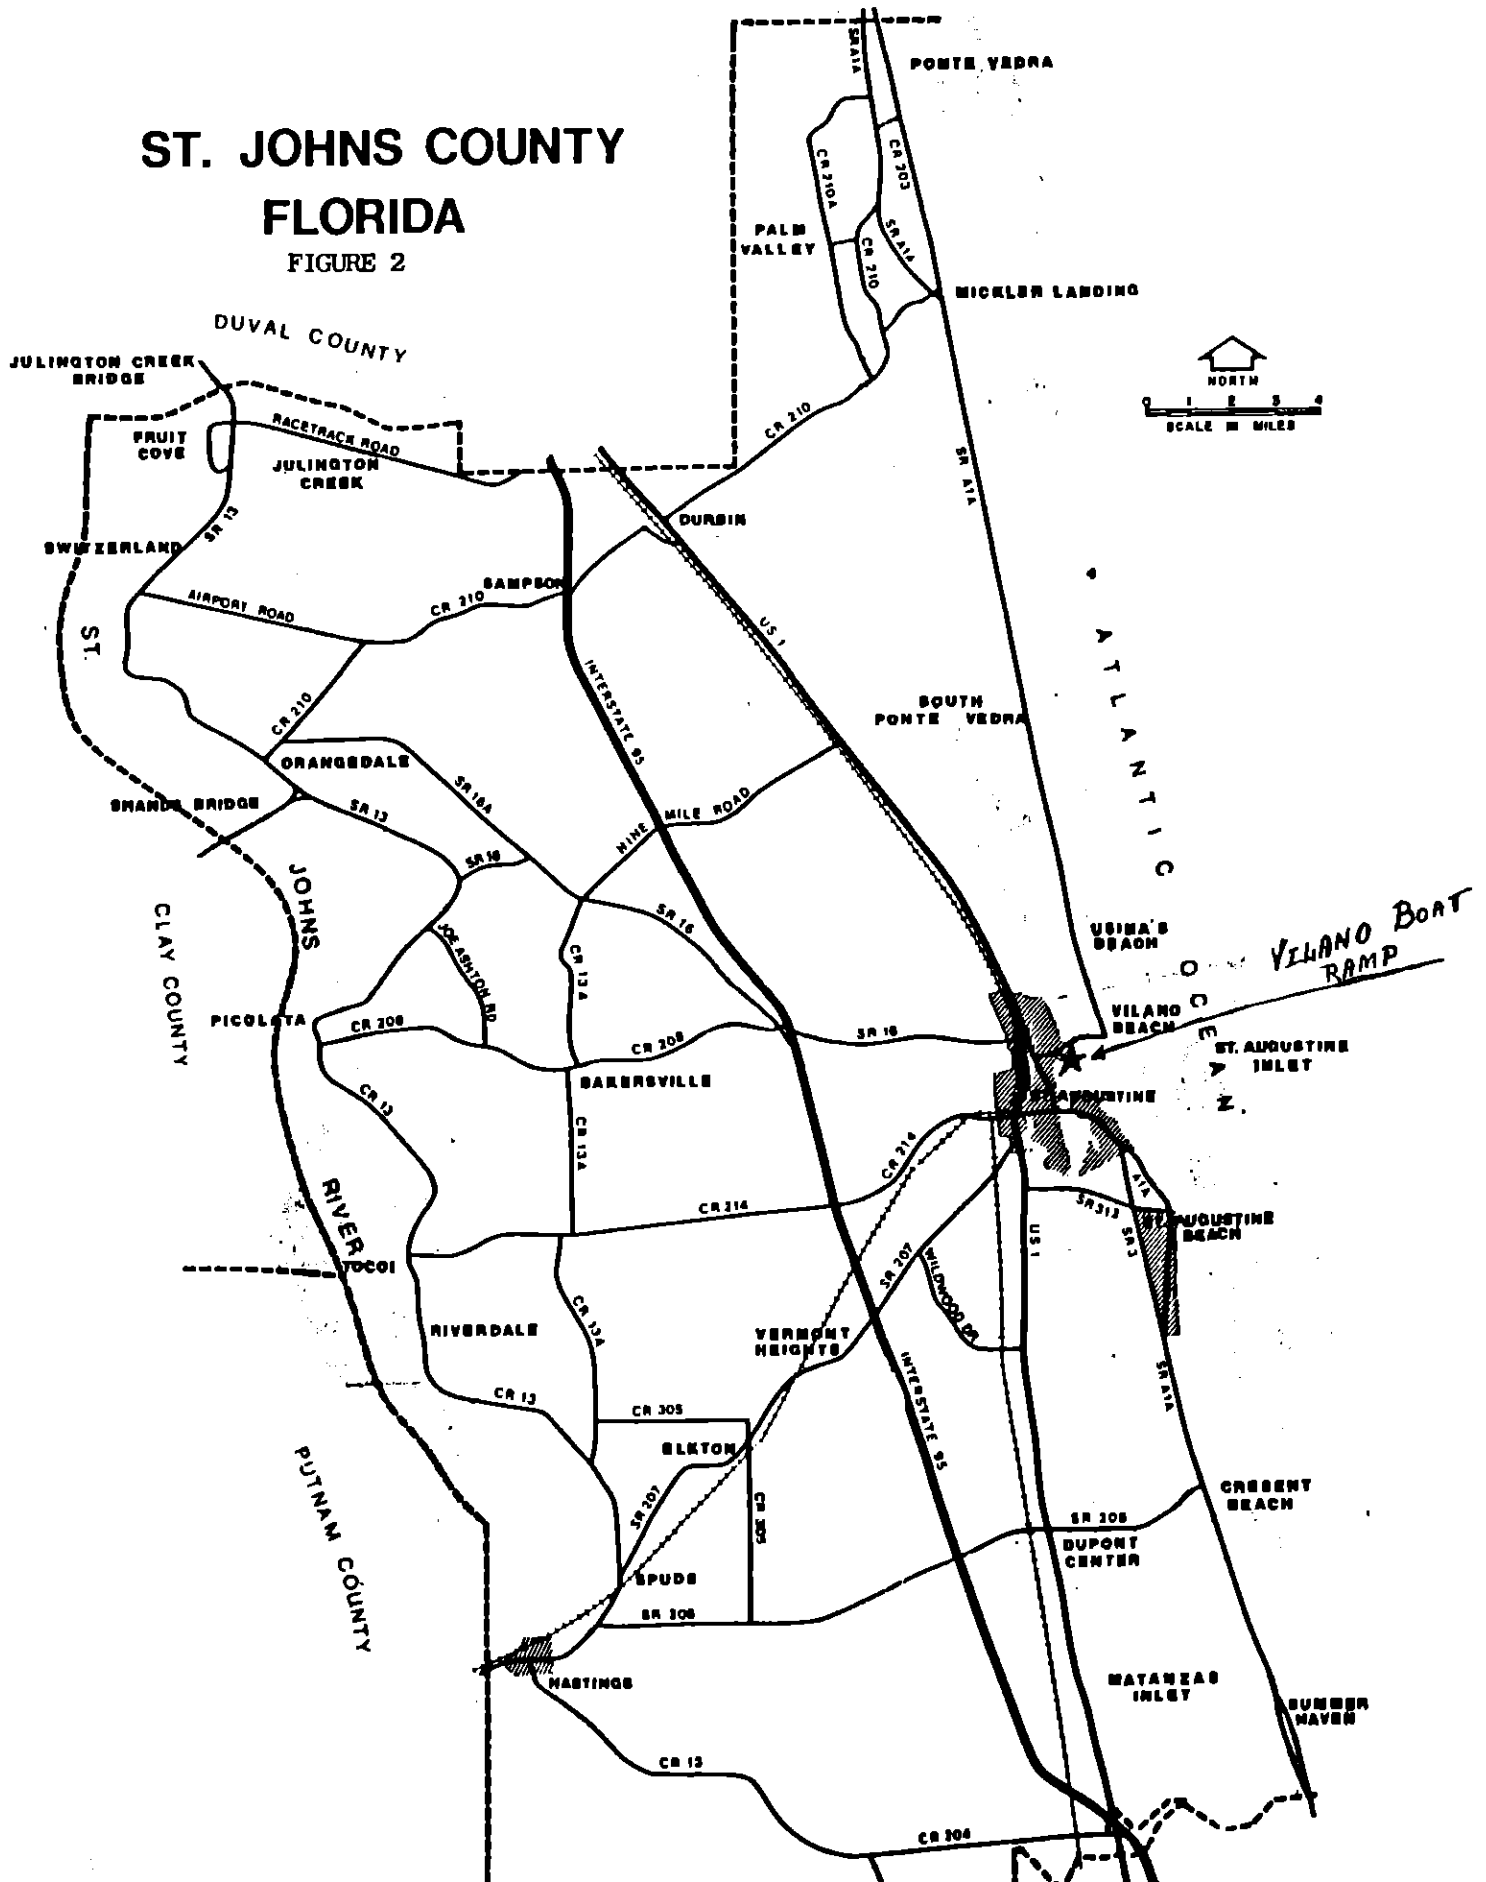 ST. JOHNS COUNTY
FLORIDA
FIGURE 2
SR A1A
PONTE VEDRA
CR 210A
CR 203
PALM
VALLEY
CR 210
SR A1A
MICKLER LANDING
DUVAL COUNTY
JULINGTON CREEK
BRIDGE
NORTH
0 1 2 3 4
SCALE IN MILES
FRUIT
COVE
RACETRACK ROAD
JULINGTON
CREEK
CR 210
SR A1A
SR 13
DURBIN
SWITZERLAND
SAMPSON
AIRPORT ROAD
CR 210
US 1
ST.
JOHNS
RIVER
ATLANTIC
OCEAN
INTERSTATE 95
CR 210
SOUTH
PONTE VEDRA
ORANGEDALE
SR 16A
SHANDS BRIDGE
SR 13
NINE MILE ROAD
SR 16
CLAY COUNTY
JOE ASHTON RD
SR 16
CR 13A
USINA'S
BEACH
VILANO BOAT
RAMP
PICOLATA
CR 208
CR 208
SR 16
VILANO
BEACH
ST. AUGUSTINE
INLET
BAKERSVILLE
CR 13
CR 13A
ST. AUGUSTINE
CR 214
CR 214
A1A
SR 313
SR 3
ST. AUGUSTINE
BEACH
US 1
TOCOI
SR 207
WILDWOOD DR
CR 13A
RIVERDALE
VERMONT
HEIGHTS
INTERSTATE 95
SR A1A
CR 13
CR 305
ELKTON
PUTNAM COUNTY
SR 207
CR 305
CRESENT
BEACH
SR 206
DUPONT
CENTER
SPUDS
SR 206
HASTINGS
MATANZAS
INLET
SUMMER
HAVEN
CR 13
CR 204